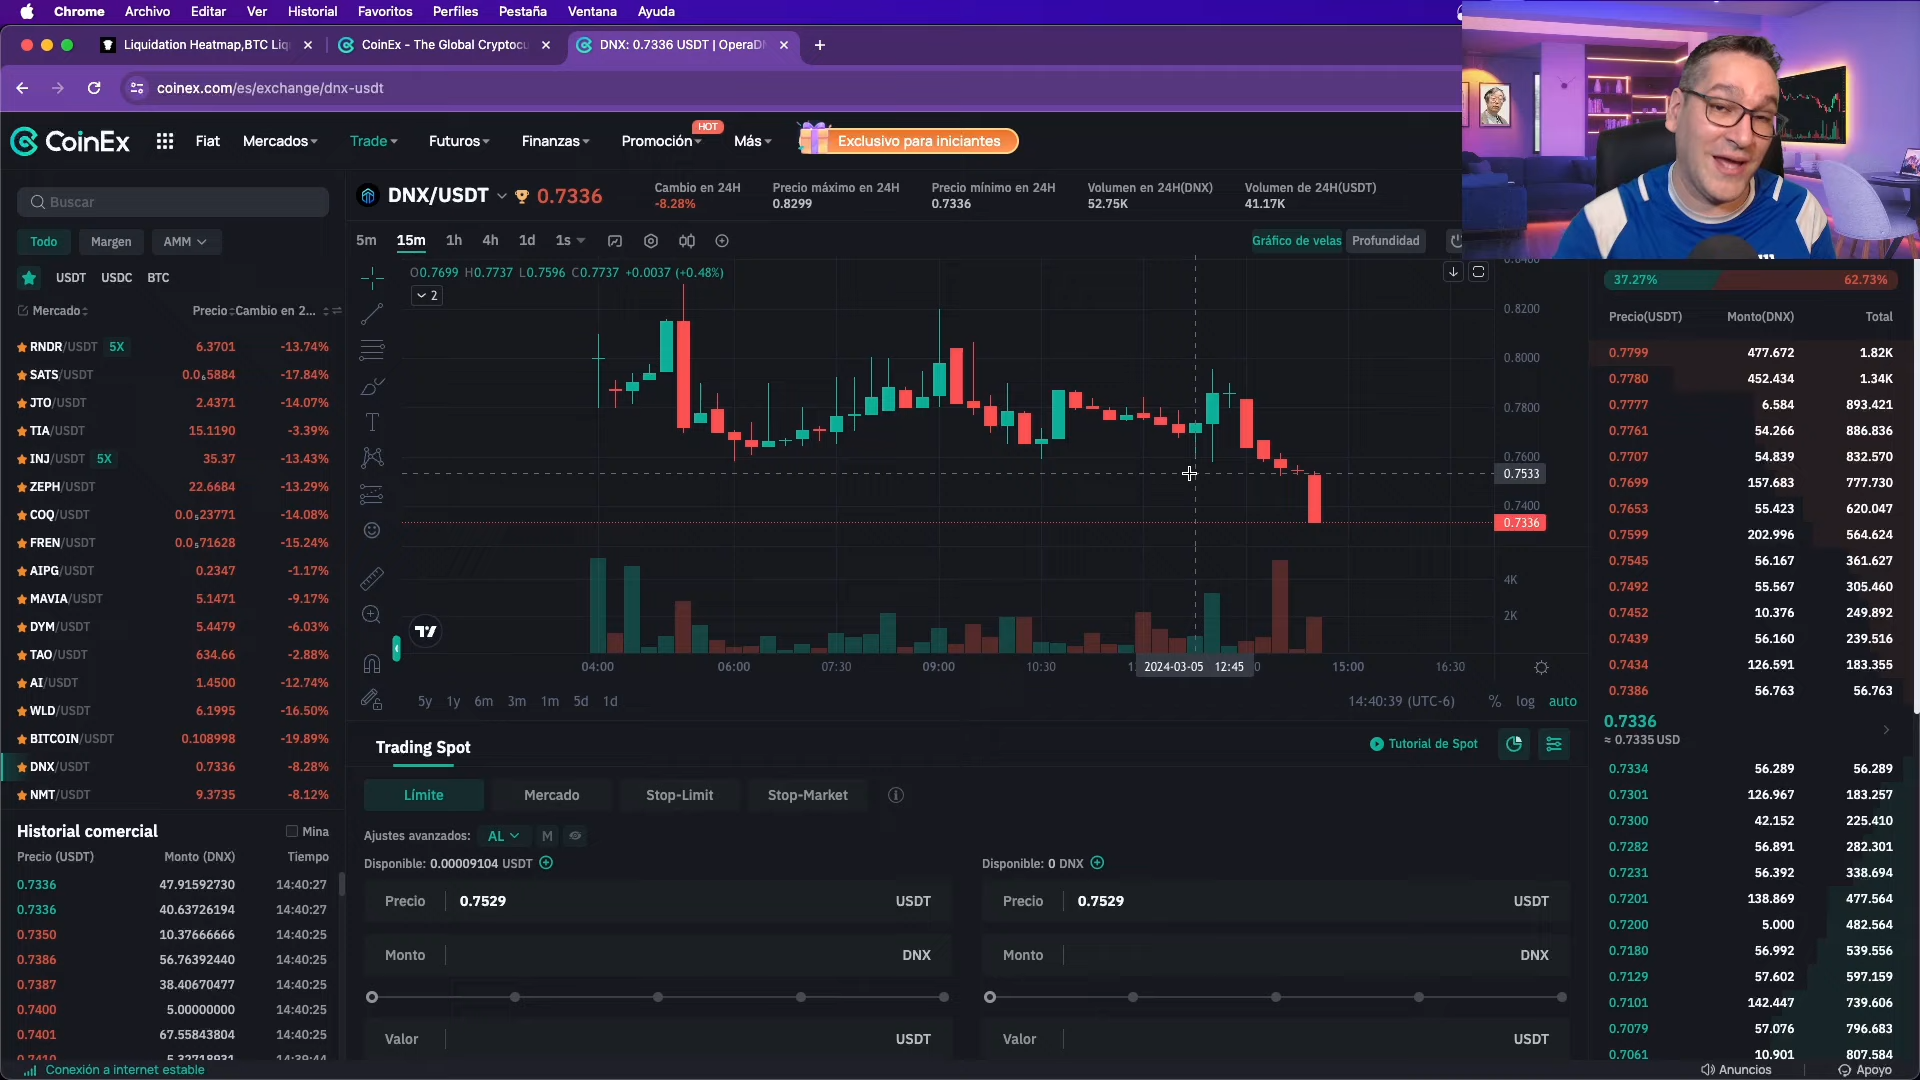 Chrome Archivo Editar Ver Historial Favoritos Perfiles Pestaña Ventana Ayuda
Liquidation Heatmap,BTC Liq
CoinEx - The Global Cryptocu
DNX: 0.7336 USDT | OperaDN
coinex.com/es/exchange/dnx-usdt
CoinEx Fiat Mercados Trade Futuros Finanzas Promoción HOT Más Exclusivo para iniciantes
Buscar
Todo Margen AMM
USDT USDC BTC
Mercado Precio Cambio en 2...
RNDR/USDT 5X 6.3701 -13.74%
SATS/USDT 0.0₆5884 -17.84%
JTO/USDT 2.4371 -14.07%
TIA/USDT 15.1190 -3.39%
INJ/USDT 5X 35.37 -13.43%
ZEPH/USDT 22.6684 -13.29%
COQ/USDT 0.0₅23771 -14.08%
FREN/USDT 0.0₅71628 -15.24%
AIPG/USDT 0.2347 -1.17%
MAVIA/USDT 5.1471 -9.17%
DYM/USDT 5.4479 -6.03%
TAO/USDT 634.66 -2.88%
AI/USDT 1.4500 -12.74%
WLD/USDT 6.1995 -16.50%
BITCOIN/USDT 0.108998 -19.89%
DNX/USDT 0.7336 -8.28%
NMT/USDT 9.3735 -8.12%
Historial comercial Mina
Precio (USDT) Monto (DNX) Tiempo
0.7336 47.91592730 14:40:27
0.7336 40.63726194 14:40:27
0.7350 10.37666666 14:40:25
0.7386 56.76392440 14:40:25
0.7387 38.40670477 14:40:25
0.7400 5.00000000 14:40:25
0.7401 67.55843804 14:40:25
0.7410 5.32718931 14:39:44
Conexión a internet estable
DNX/USDT 0.7336
Cambio en 24H
-8.28%
Precio máximo en 24H
0.8299
Precio mínimo en 24H
0.7336
Volumen en 24H(DNX)
52.75K
Volumen de 24H(USDT)
41.17K
5m 15m 1h 4h 1d 1s
Gráfico de velas Profundidad
O0.7699 H0.7737 L0.7596 C0.7737 +0.0037 (+0.48%)
2
0.8400
0.8200
0.8000
0.7800
0.7600
0.7533
0.7400
0.7336
4K
2K
04:00 06:00 07:30 09:00 10:30 2024-03-05 12:45 15:00 16:30
5y 1y 6m 3m 1m 5d 1d
14:40:39 (UTC-6) % log auto
Trading Spot
Tutorial de Spot
Límite Mercado Stop-Limit Stop-Market
Ajustes avanzados: AL M
Disponible: 0.00009104 USDT
Precio 0.7529 USDT
Monto DNX
Valor USDT
Disponible: 0 DNX
Precio 0.7529 USDT
Monto DNX
Valor USDT
37.27% 62.73%
Precio(USDT) Monto(DNX) Total
0.7799 477.672 1.82K
0.7780 452.434 1.34K
0.7777 6.584 893.421
0.7761 54.266 886.836
0.7707 54.839 832.570
0.7699 157.683 777.730
0.7653 55.423 620.047
0.7599 202.996 564.624
0.7545 56.167 361.627
0.7492 55.567 305.460
0.7452 10.376 249.892
0.7439 56.160 239.516
0.7434 126.591 183.355
0.7386 56.763 56.763
0.7336
≈ 0.7335 USD
0.7334 56.289 56.289
0.7301 126.967 183.257
0.7300 42.152 225.410
0.7282 56.891 282.301
0.7231 56.392 338.694
0.7201 138.869 477.564
0.7200 5.000 482.564
0.7180 56.992 539.556
0.7129 57.602 597.159
0.7101 142.447 739.606
0.7079 57.076 796.683
0.7061 10.901 807.584
Anuncios Apoyo